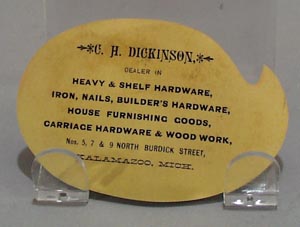 C. H. DICKINSON,
DEALER IN
HEAVY & SHELF HARDWARE,
IRON, NAILS, BUILDER'S HARDWARE,
HOUSE FURNISHING GOODS,
CARRIAGE HARDWARE & WOOD WORK,
Nos. 5, 7 & 9 NORTH BURDICK STREET,
KALAMAZOO, MICH.